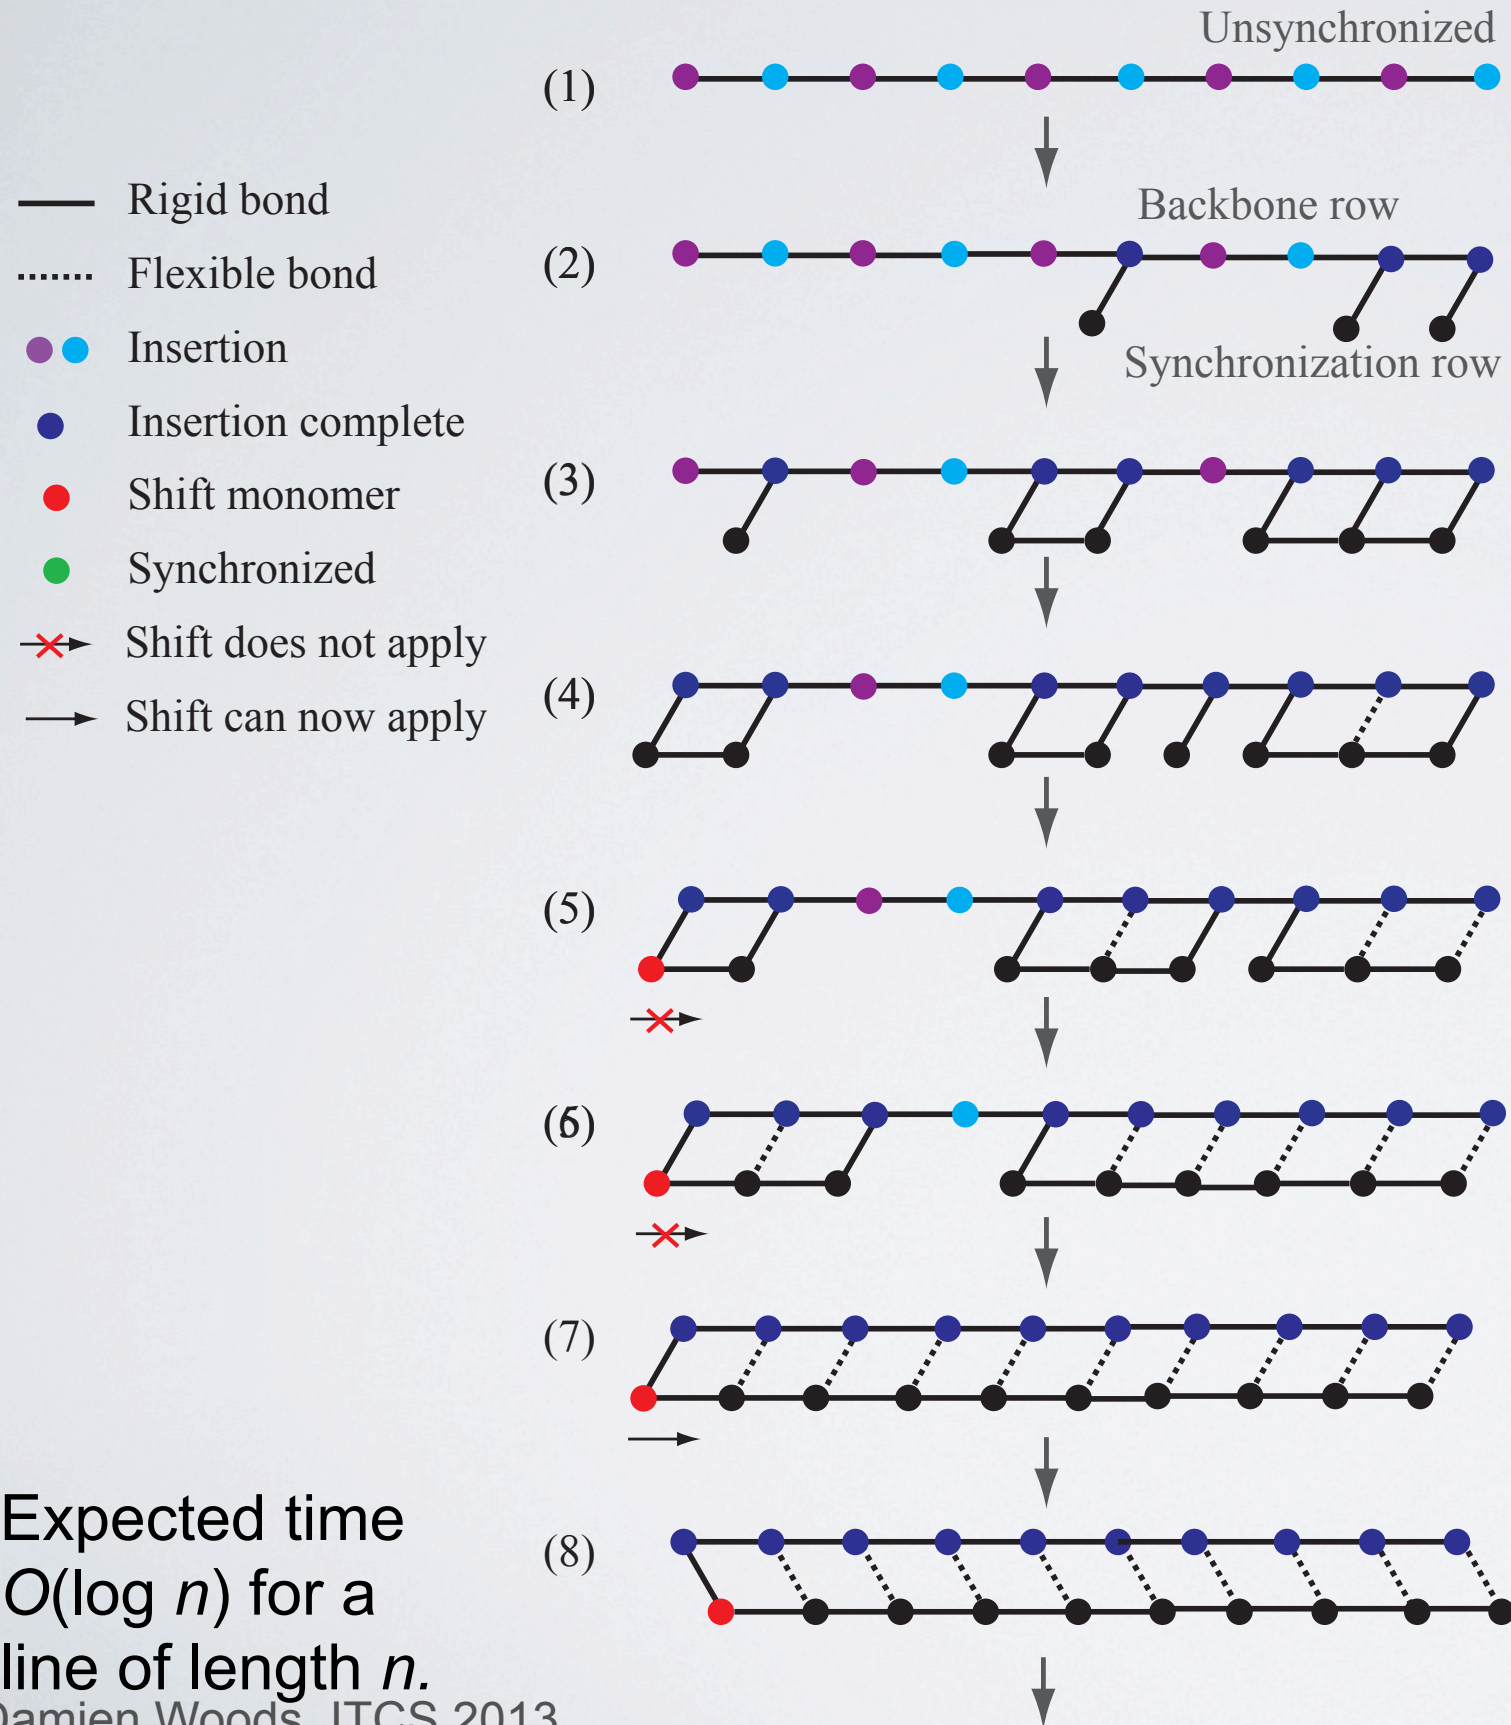 Unsynchronized
(1)
Rigid bond
Backbone row
Flexible bond
(2)
Insertion
Synchronization row
Insertion complete
(3)
Shift monomer
Synchronized
Shift does not apply
(4)
Shift can now apply
(5)
(6)
(7)
Expected time
(8)
O(log n) for a
line of length n.
Damien Woods, ITCS 2013